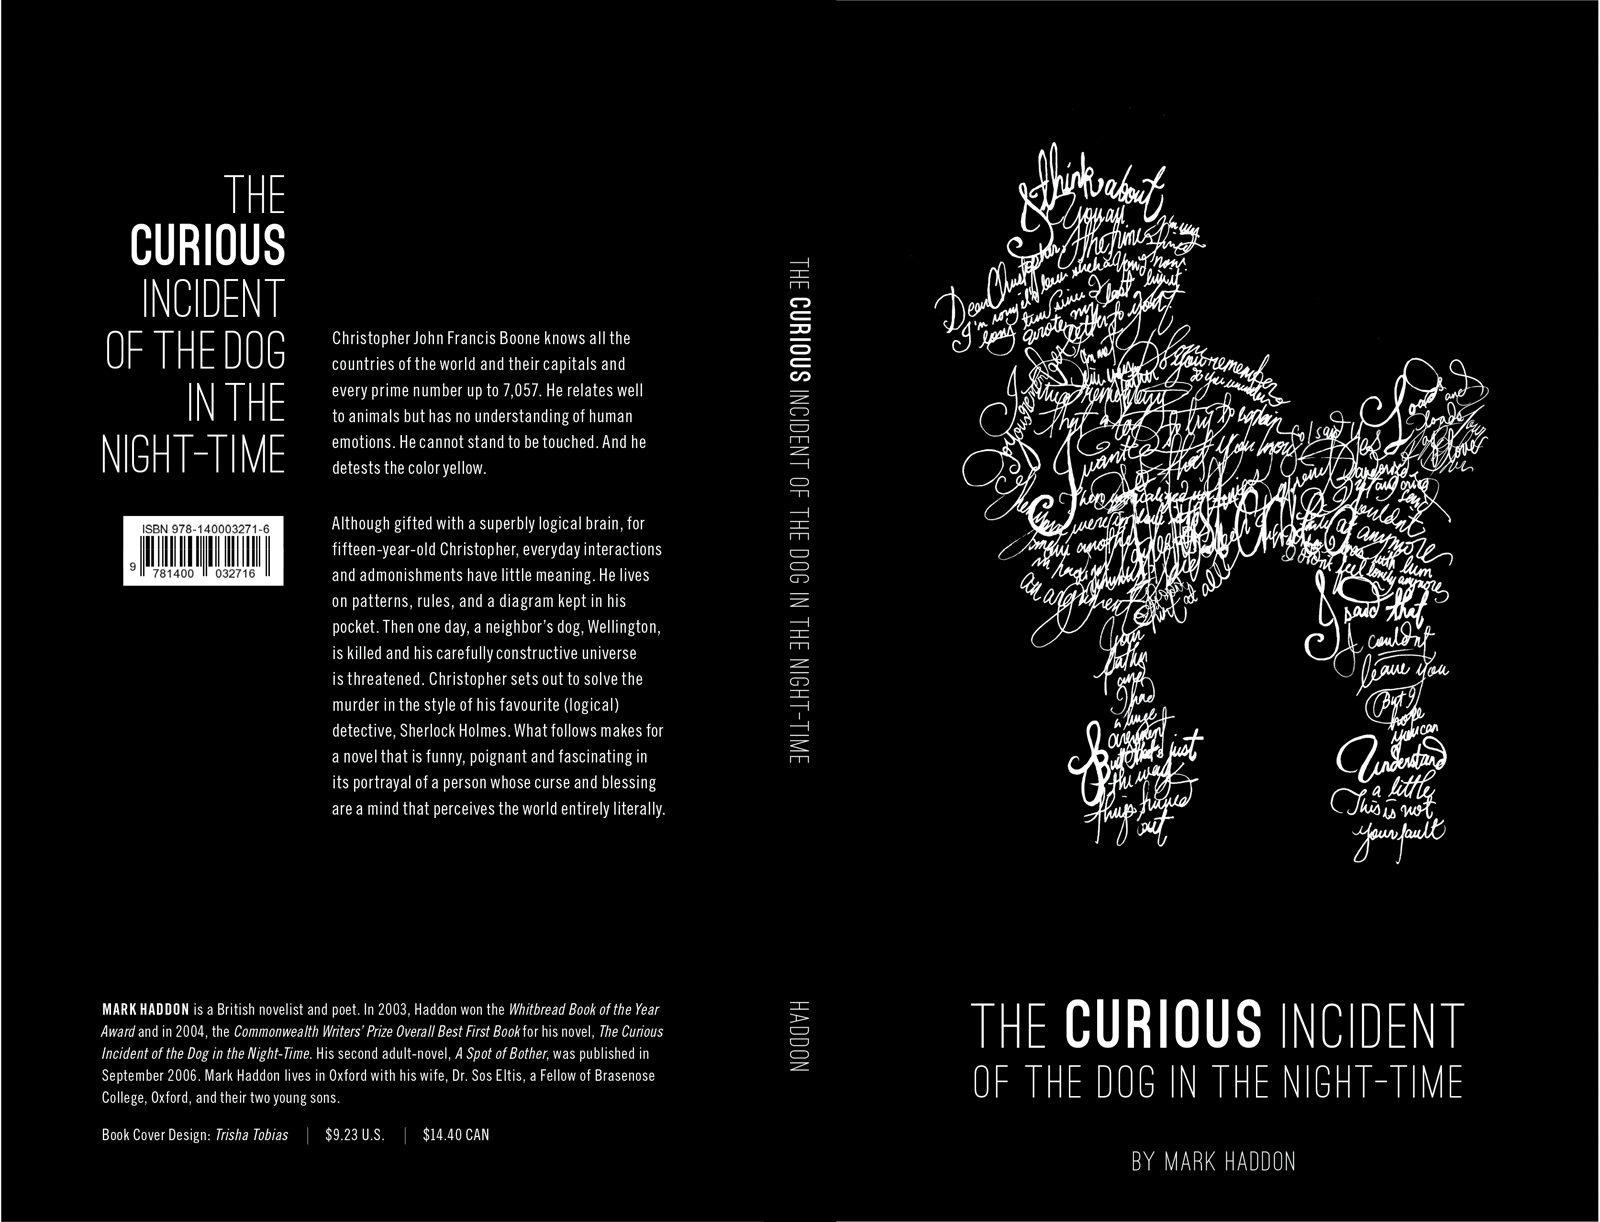 THE
CURIOUS
INCIDENT
OF THE DOG
IN THE
NIGHT-TIME
ISBN 978-140003271-6
9 781400 032716
Christopher John Francis Boone knows all the
countries of the world and their capitals and
every prime number up to 7,057. He relates well
to animals but has no understanding of human
emotions. He cannot stand to be touched. And he
detests the color yellow.
Although gifted with a superbly logical brain, for
fifteen-year-old Christopher, everyday interactions
and admonishments have little meaning. He lives
on patterns, rules, and a diagram kept in his
pocket. Then one day, a neighbor's dog, Wellington,
is killed and his carefully constructive universe
is threatened. Christopher sets out to solve the
murder in the style of his favourite (logical)
detective, Sherlock Holmes. What follows makes for
a novel that is funny, poignant and fascinating in
its portrayal of a person whose curse and blessing
are a mind that perceives the world entirely literally.
MARK HADDON is a British novelist and poet. In 2003, Haddon won the Whitbread Book of the Year
Award and in 2004, the Commonwealth Writers' Prize Overall Best First Book for his novel, The Curious
Incident of the Dog in the Night-Time. His second adult-novel, A Spot of Bother, was published in
September 2006. Mark Haddon lives in Oxford with his wife, Dr. Sos Eltis, a Fellow of Brasenose
College, Oxford, and their two young sons.
Book Cover Design: Trisha Tobias | $9.23 U.S. | $14.40 CAN
THE CURIOUS INCIDENT OF THE DOG IN THE NIGHT-TIME
HADDON
I think about
you all
the time
Dear Christopher,
I said that
I couldn't
leave you
But I
hope
you can
Understand
a little
This is not
your fault
your
father
and
I had
a huge
argument
But that's just
the way
things turned
out
THE CURIOUS INCIDENT
OF THE DOG IN THE NIGHT-TIME
BY MARK HADDON